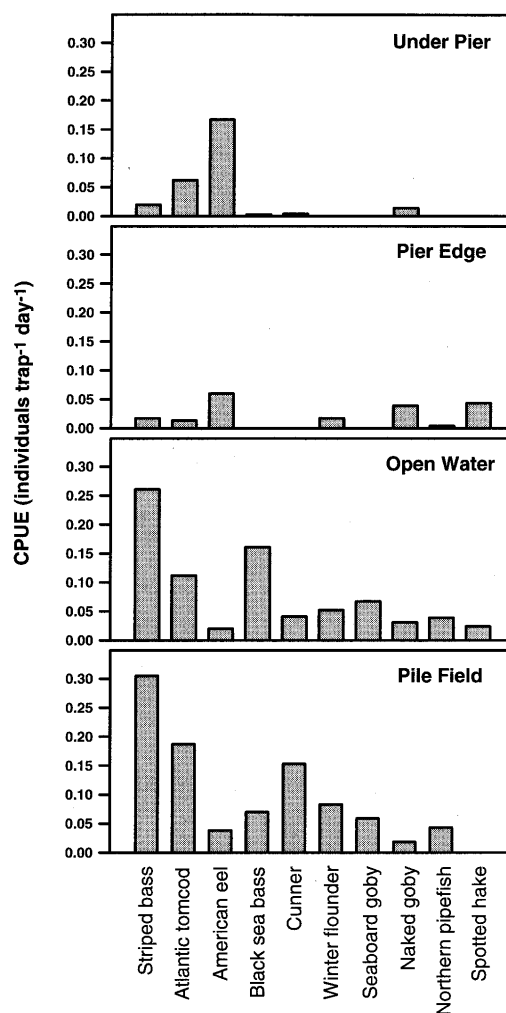 CPUE (individuals trap-1 day-1)
Under Pier
0.30
0.25
0.20
0.15
0.10
0.05
0.00
Pier Edge
0.30
0.25
0.20
0.15
0.10
0.05
0.00
Open Water
0.30
0.25
0.20
0.15
0.10
0.05
0.00
Pile Field
0.30
0.25
0.20
0.15
0.10
0.05
0.00
Striped bass
Atlantic tomcod
American eel
Black sea bass
Cunner
Winter flounder
Seaboard goby
Naked goby
Northern pipefish
Spotted hake